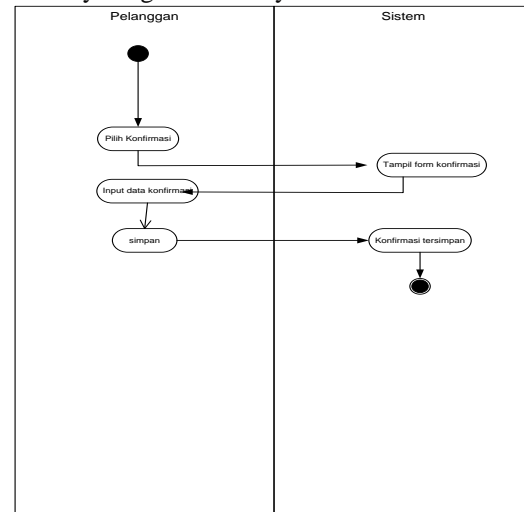 Pelanggan
Sistem
Pilih Konfirmasi
Tampil form konfirmasi
Input data konfirmasi
simpan
Konfirmasi tersimpan